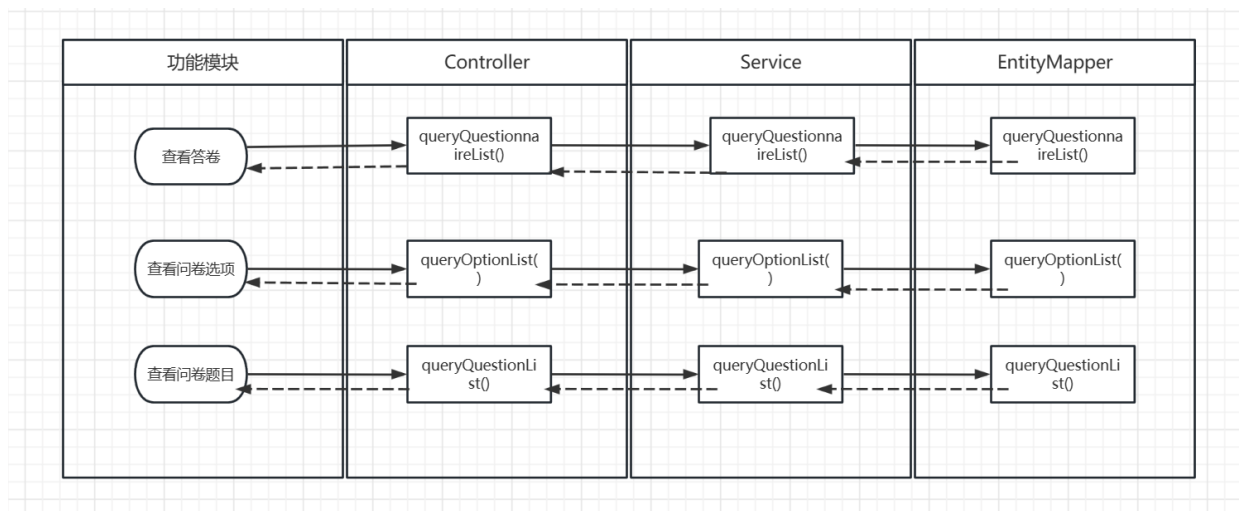 功能模块
Controller
Service
EntityMapper
查看答卷
queryQuestionna
ireList()
queryQuestionna
ireList()
queryQuestionna
ireList()
查看问卷选项
queryOptionList(
)
queryOptionList(
)
queryOptionList(
)
查看问卷题目
queryQuestionLi
st()
queryQuestionLi
st()
queryQuestionLi
st()